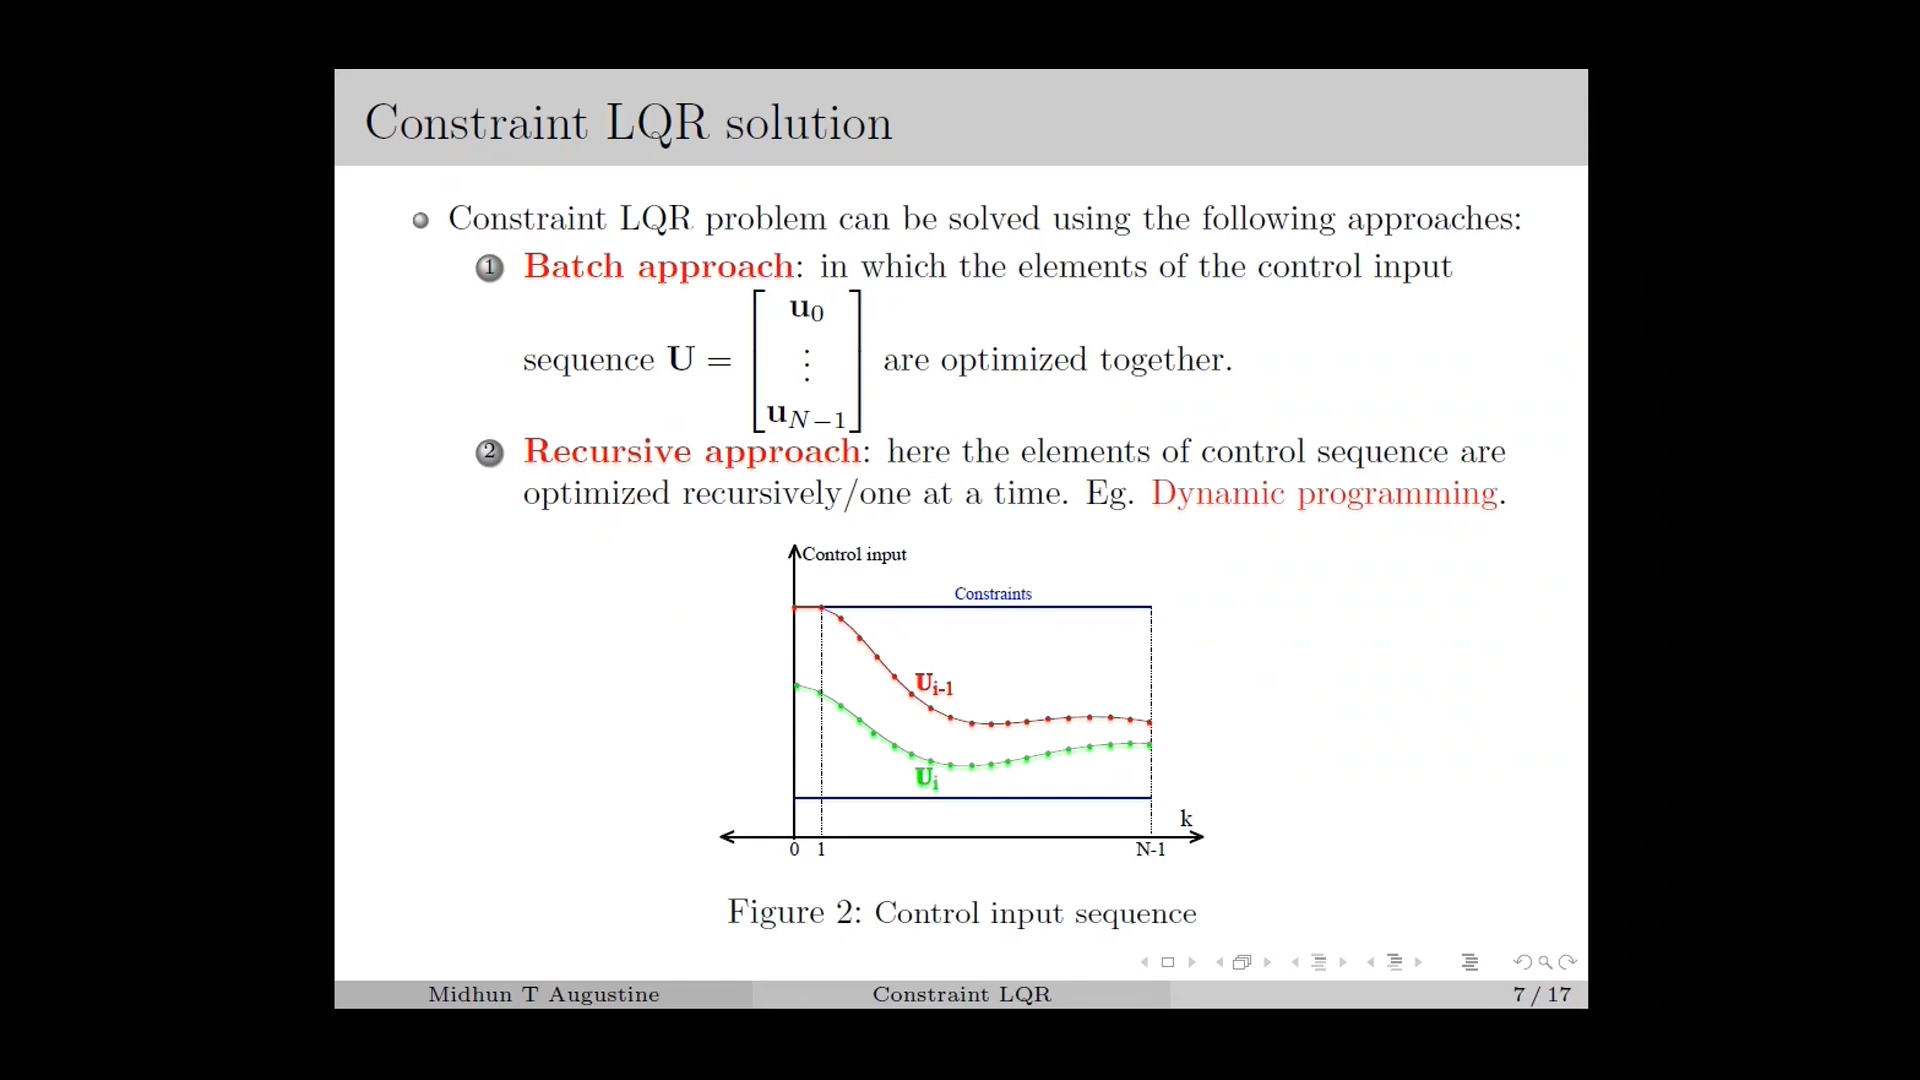 Constraint LQR solution
Constraint LQR problem can be solved using the following approaches:
1 Batch approach: in which the elements of the control input
sequence U = [u0 ⋮ uN−1] are optimized together.
2 Recursive approach: here the elements of control sequence are
optimized recursively/one at a time. Eg. Dynamic programming.
Control input
Constraints
Ui-1
Ui
k
0 1 N-1
Figure 2: Control input sequence
Midhun T Augustine Constraint LQR 7 / 17